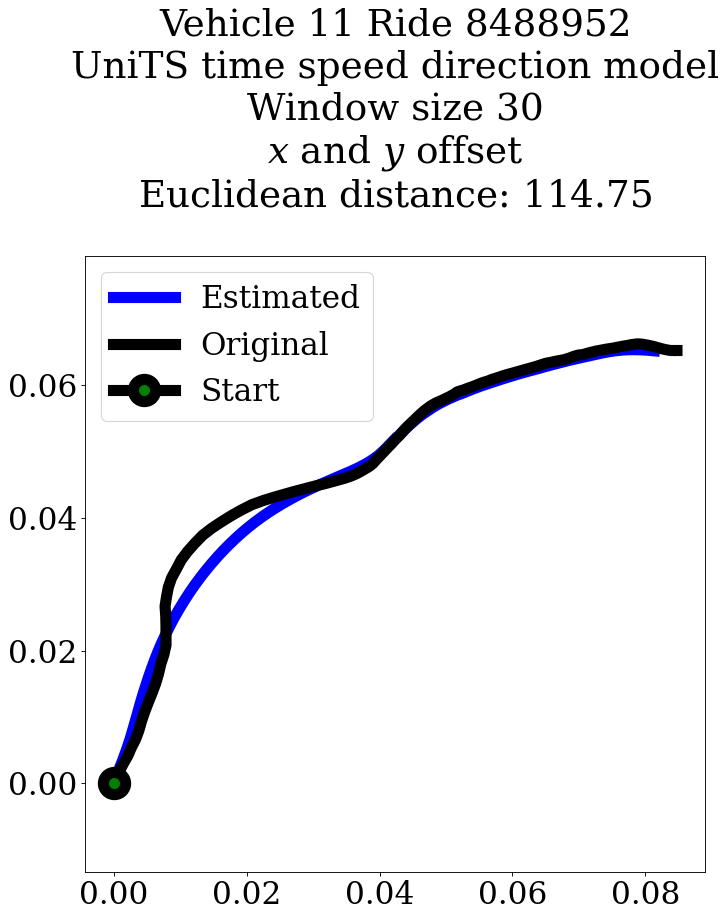 Vehicle 11 Ride 8488952
UniTS time speed direction model
Window size 30
x and y offset
Euclidean distance: 114.75
Estimated
Original
Start
0.06
0.04
0.02
0.00
0.00 0.02 0.04 0.06 0.08